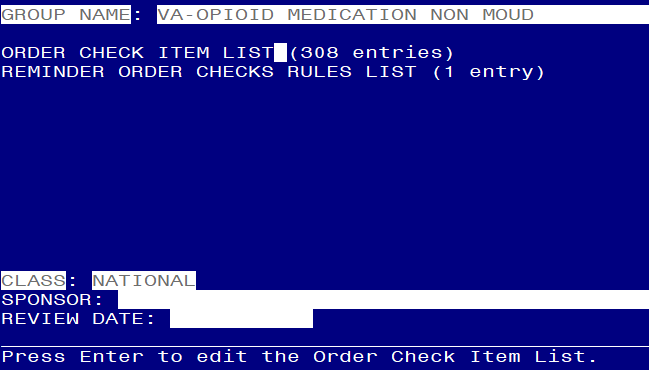 GROUP NAME: VA-OPIOID MEDICATION NON MOUD
ORDER CHECK ITEM LIST (308 entries)
REMINDER ORDER CHECKS RULES LIST (1 entry)
CLASS: NATIONAL
SPONSOR:
REVIEW DATE:
Press Enter to edit the Order Check Item List.